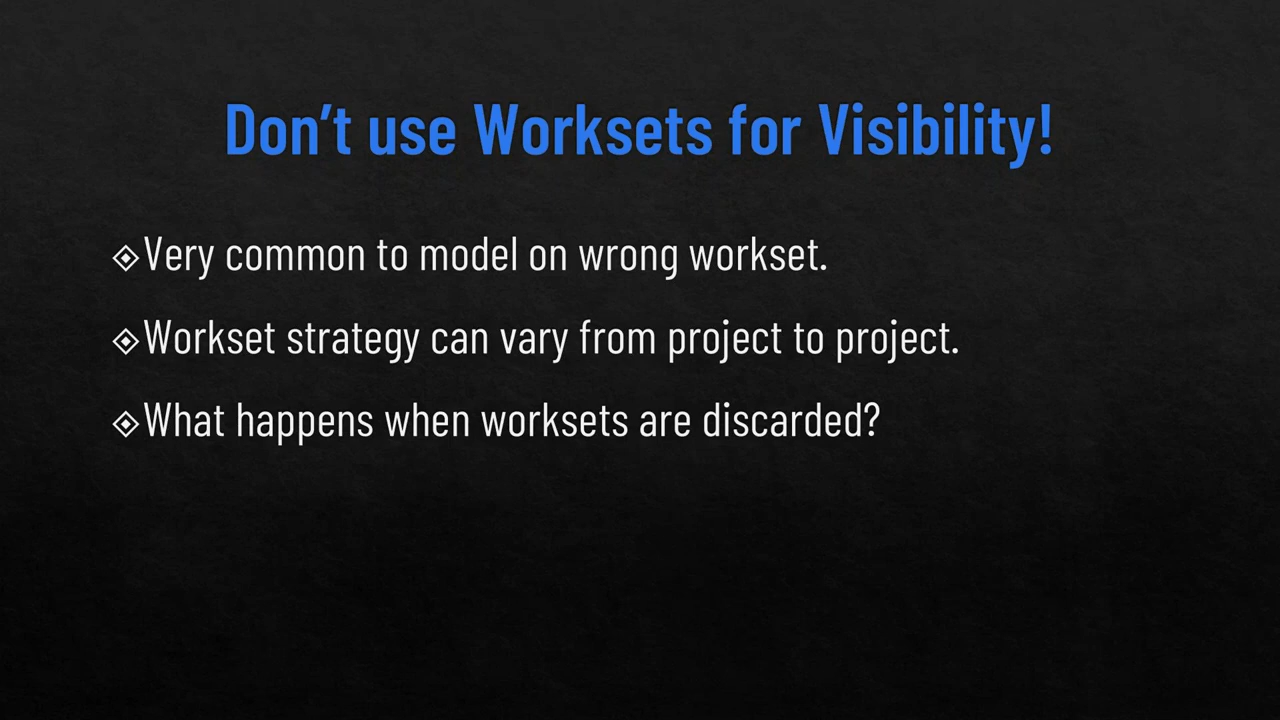 Don’t use Worksets for Visibility!
Very common to model on wrong workset.
Workset strategy can vary from project to project.
What happens when worksets are discarded?